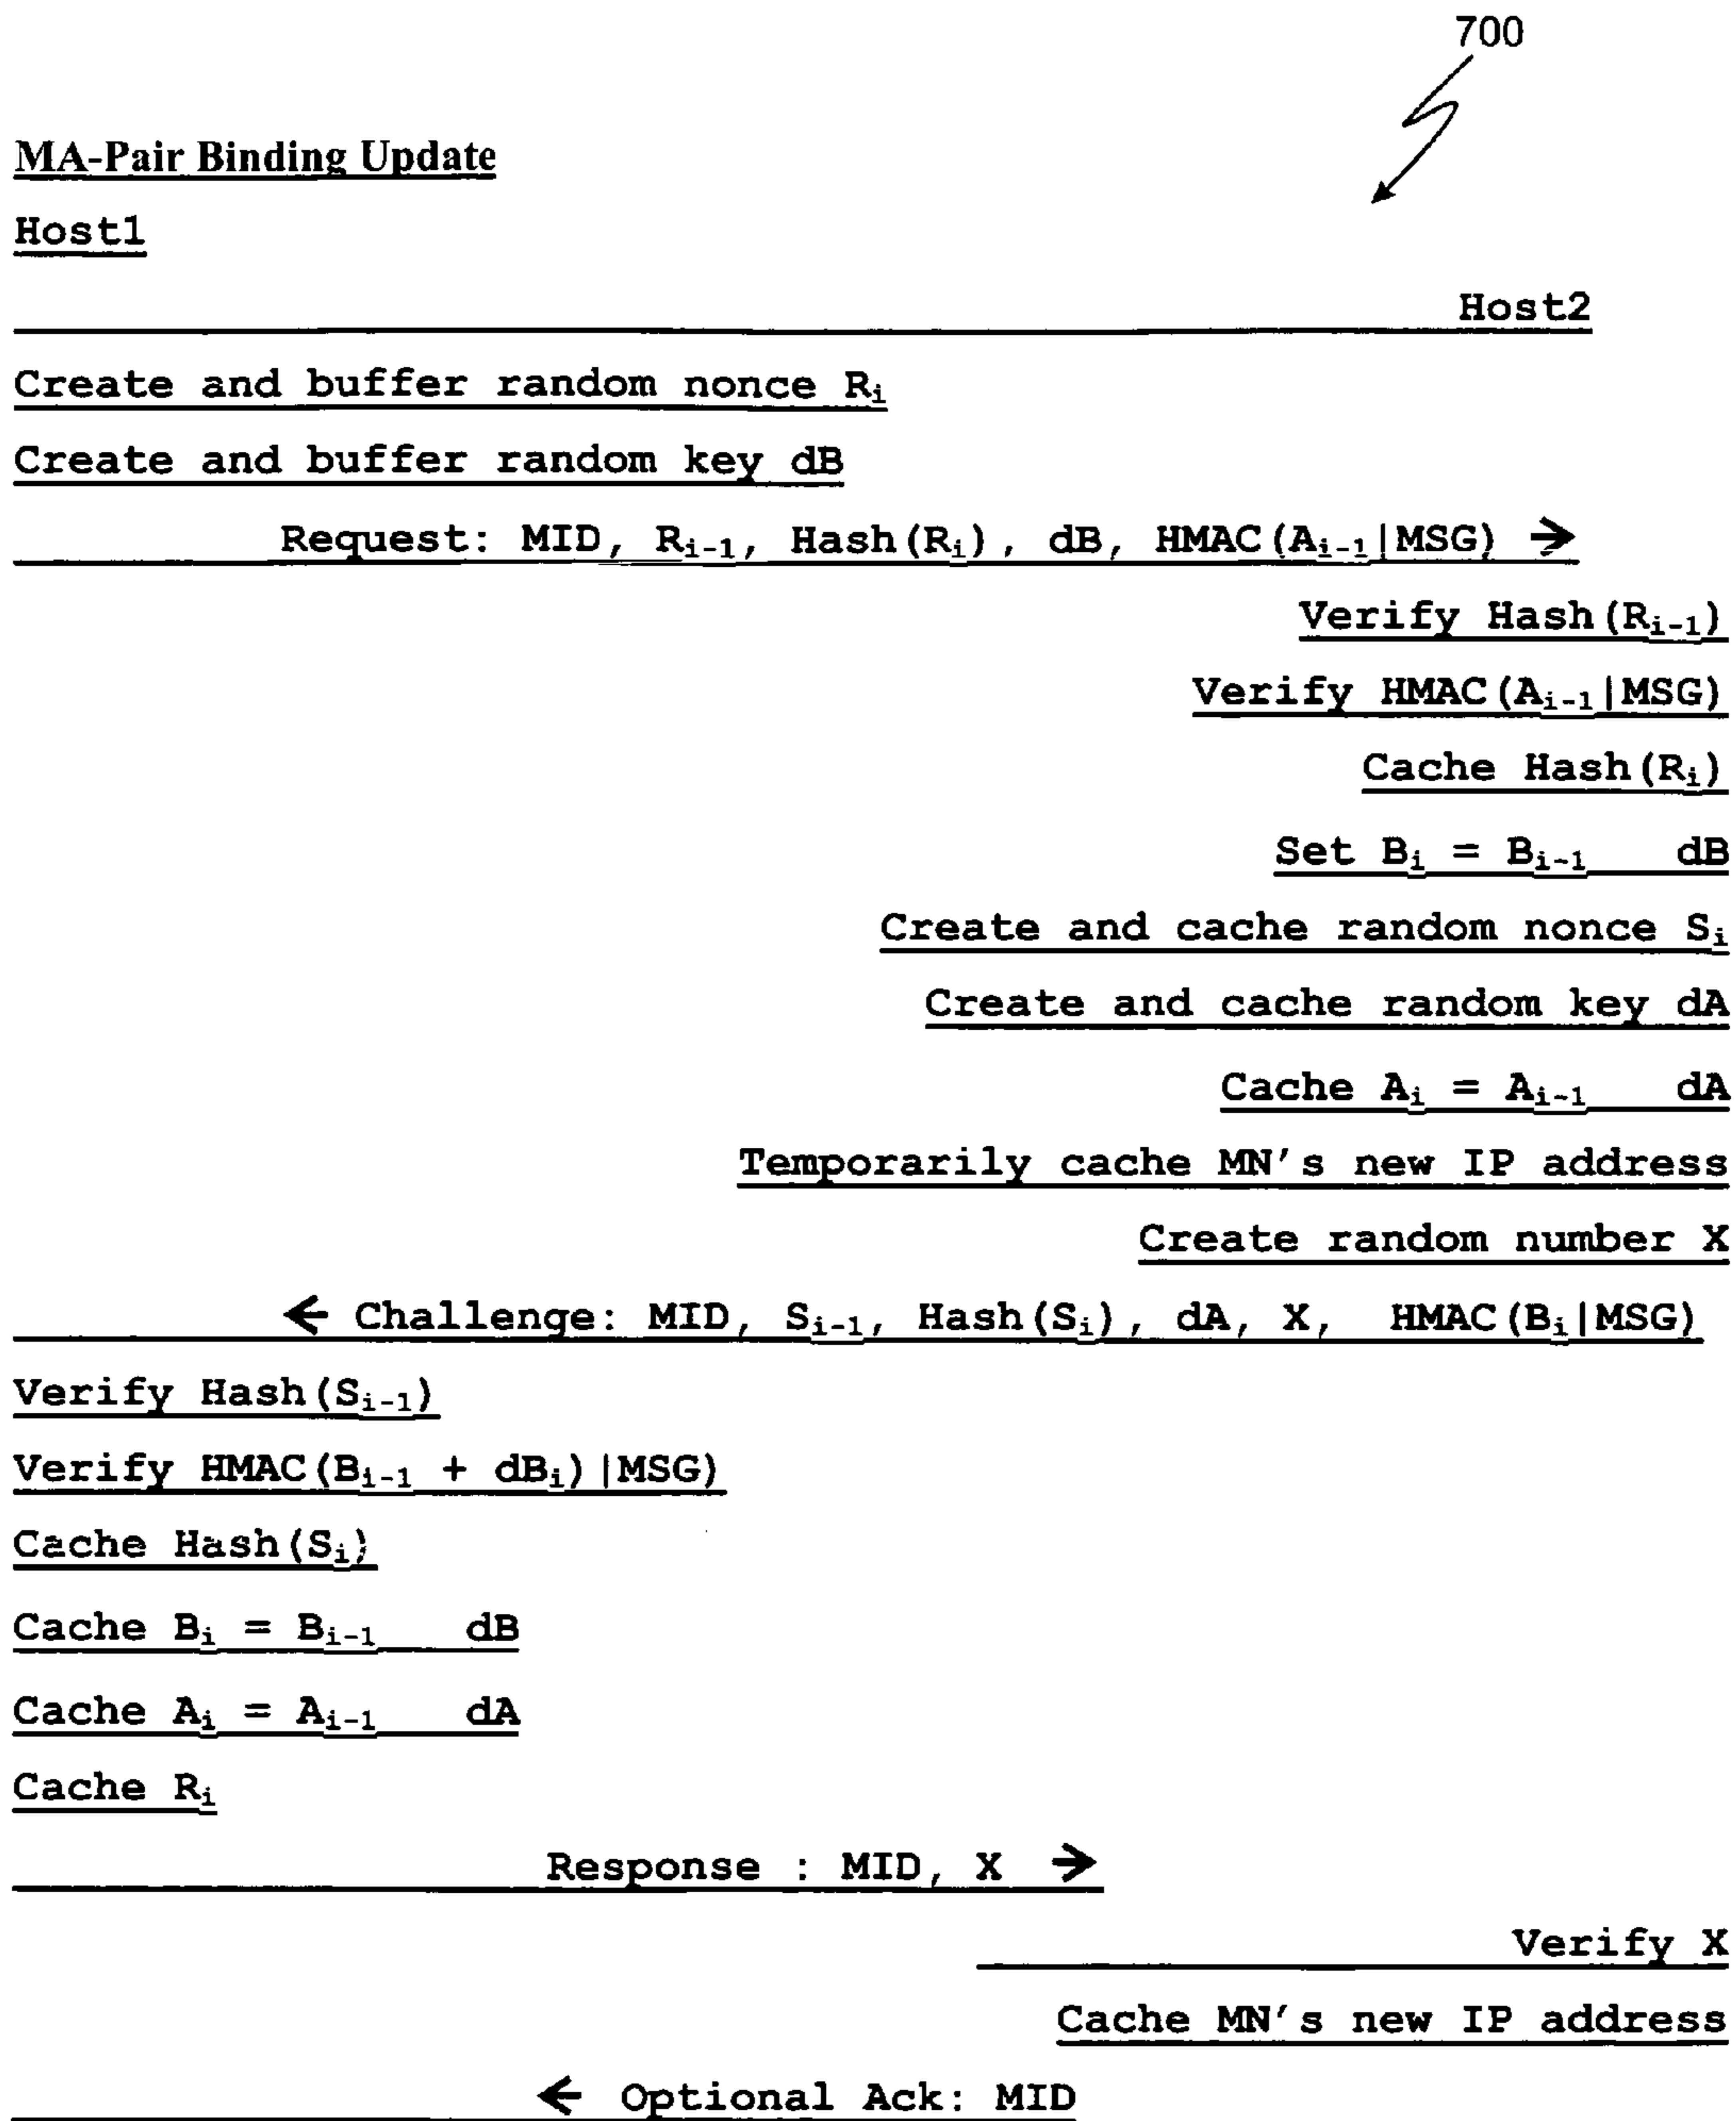 700
MA-Pair Binding Update
Host1
Host2
Create and buffer random nonce Rᵢ
Create and buffer random key dB
Request: MID, Rᵢ₋₁, Hash(Rᵢ), dB, HMAC(Aᵢ₋₁|MSG) →
Verify Hash(Rᵢ₋₁)
Verify HMAC(Aᵢ₋₁|MSG)
Cache Hash(Rᵢ)
Set Bᵢ = Bᵢ₋₁ dB
Create and cache random nonce Sᵢ
Create and cache random key dA
Cache Aᵢ = Aᵢ₋₁ dA
Temporarily cache MN's new IP address
Create random number X
← Challenge: MID, Sᵢ₋₁, Hash(Sᵢ), dA, X, HMAC(Bᵢ|MSG)
Verify Hash(Sᵢ₋₁)
Verify HMAC(Bᵢ₋₁ + dBᵢ)|MSG)
Cache Hash(Sᵢ)
Cache Bᵢ = Bᵢ₋₁ dB
Cache Aᵢ = Aᵢ₋₁ dA
Cache Rᵢ
Response : MID, X →
Verify X
Cache MN's new IP address
← Optional Ack: MID